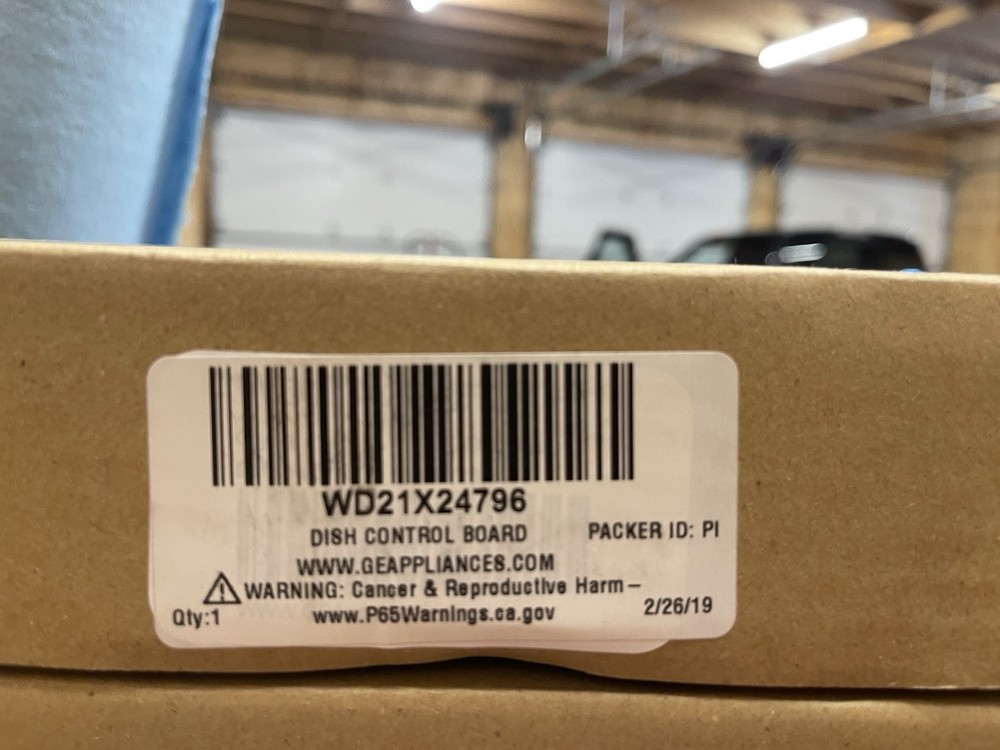 WD21X24796
DISH CONTROL BOARD
PACKER ID: PI
WWW.GEAPPLIANCES.COM
WARNING: Cancer & Reproductive Harm –
www.P65Warnings.ca.gov
Qty:1
2/26/19